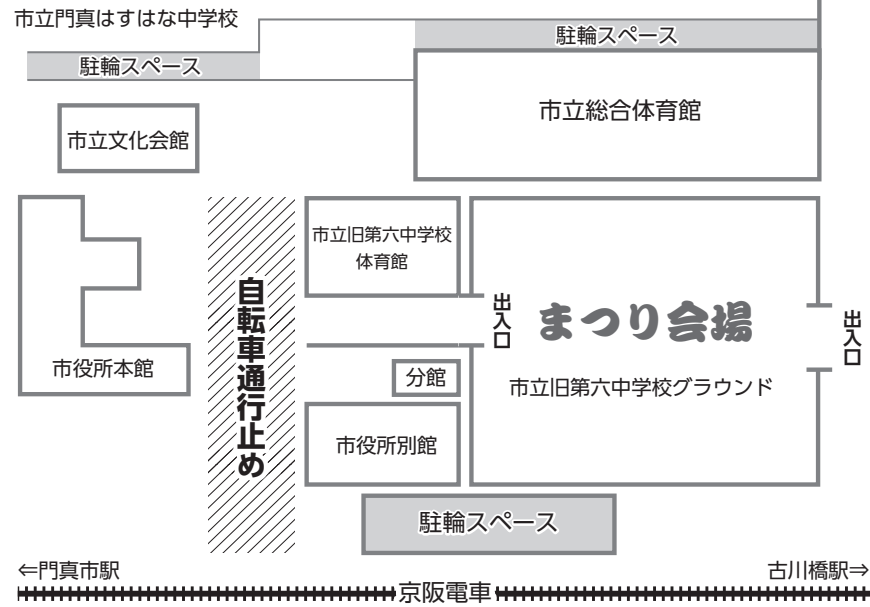 市立門真はすはな中学校
駐輪スペース
駐輪スペース
市立総合体育館
市立文化会館
市立旧第六中学校
体育館
自転車通行止め
出入口
まつり会場
出入口
市役所本館
分館
市立旧第六中学校グラウンド
市役所別館
駐輪スペース
⇐門真市駅
古川橋駅⇒
京阪電車